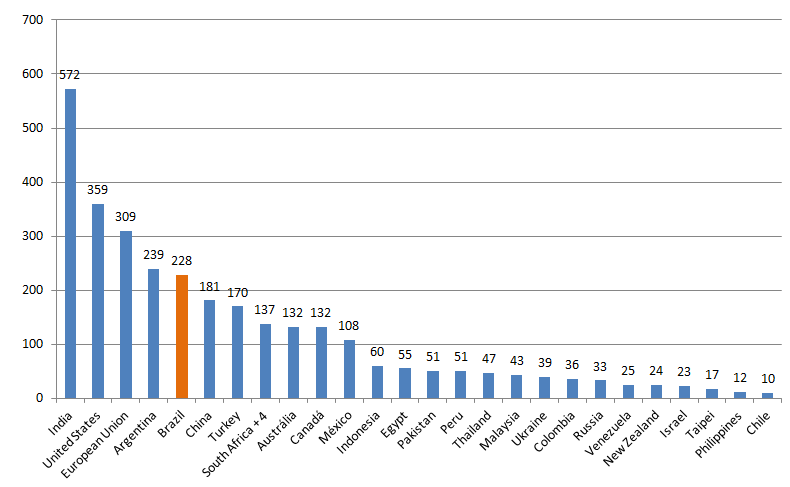 700
600
500
400
300
200
100
0
572
359
309
239
228
181
170
137
132
132
108
60
55
51
51
47
43
39
36
33
25
24
23
17
12
10
India
United States
European Union
Argentina
Brazil
China
Turkey
South Africa + 4
Austrália
Canadá
México
Indonesia
Egypt
Pakistan
Peru
Thailand
Malaysia
Ukraine
Colombia
Russia
Venezuela
New Zealand
Israel
Taipei
Philippines
Chile